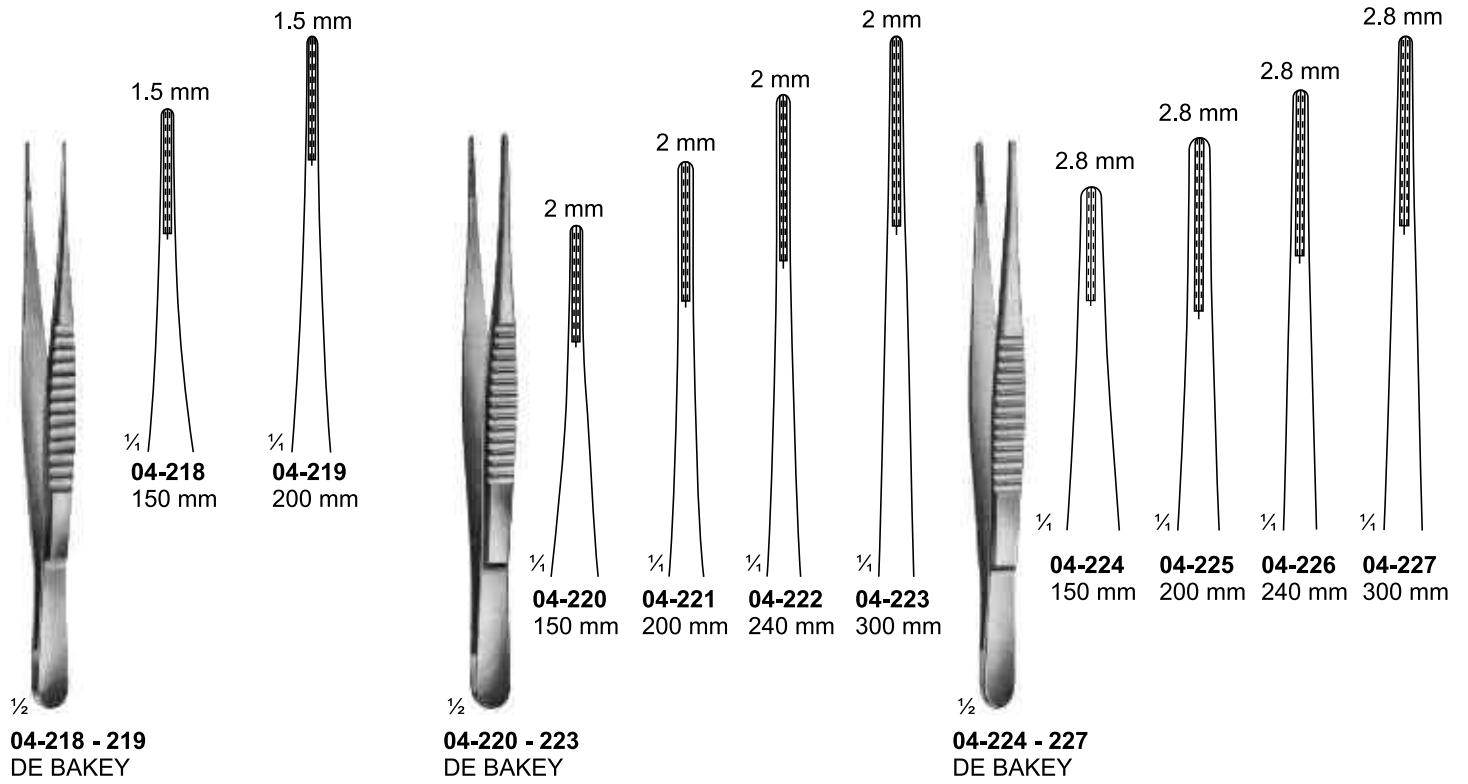 1.5 mm
1.5 mm
¹⁄₁
04-218
150 mm
¹⁄₁
04-219
200 mm
½
04-218 - 219
DE BAKEY
2 mm
2 mm
2 mm
2 mm
¹⁄₁
04-220
150 mm
¹⁄₁
04-221
200 mm
¹⁄₁
04-222
240 mm
¹⁄₁
04-223
300 mm
½
04-220 - 223
DE BAKEY
2.8 mm
2.8 mm
2.8 mm
2.8 mm
¹⁄₁
04-224
150 mm
¹⁄₁
04-225
200 mm
¹⁄₁
04-226
240 mm
¹⁄₁
04-227
300 mm
½
04-224 - 227
DE BAKEY